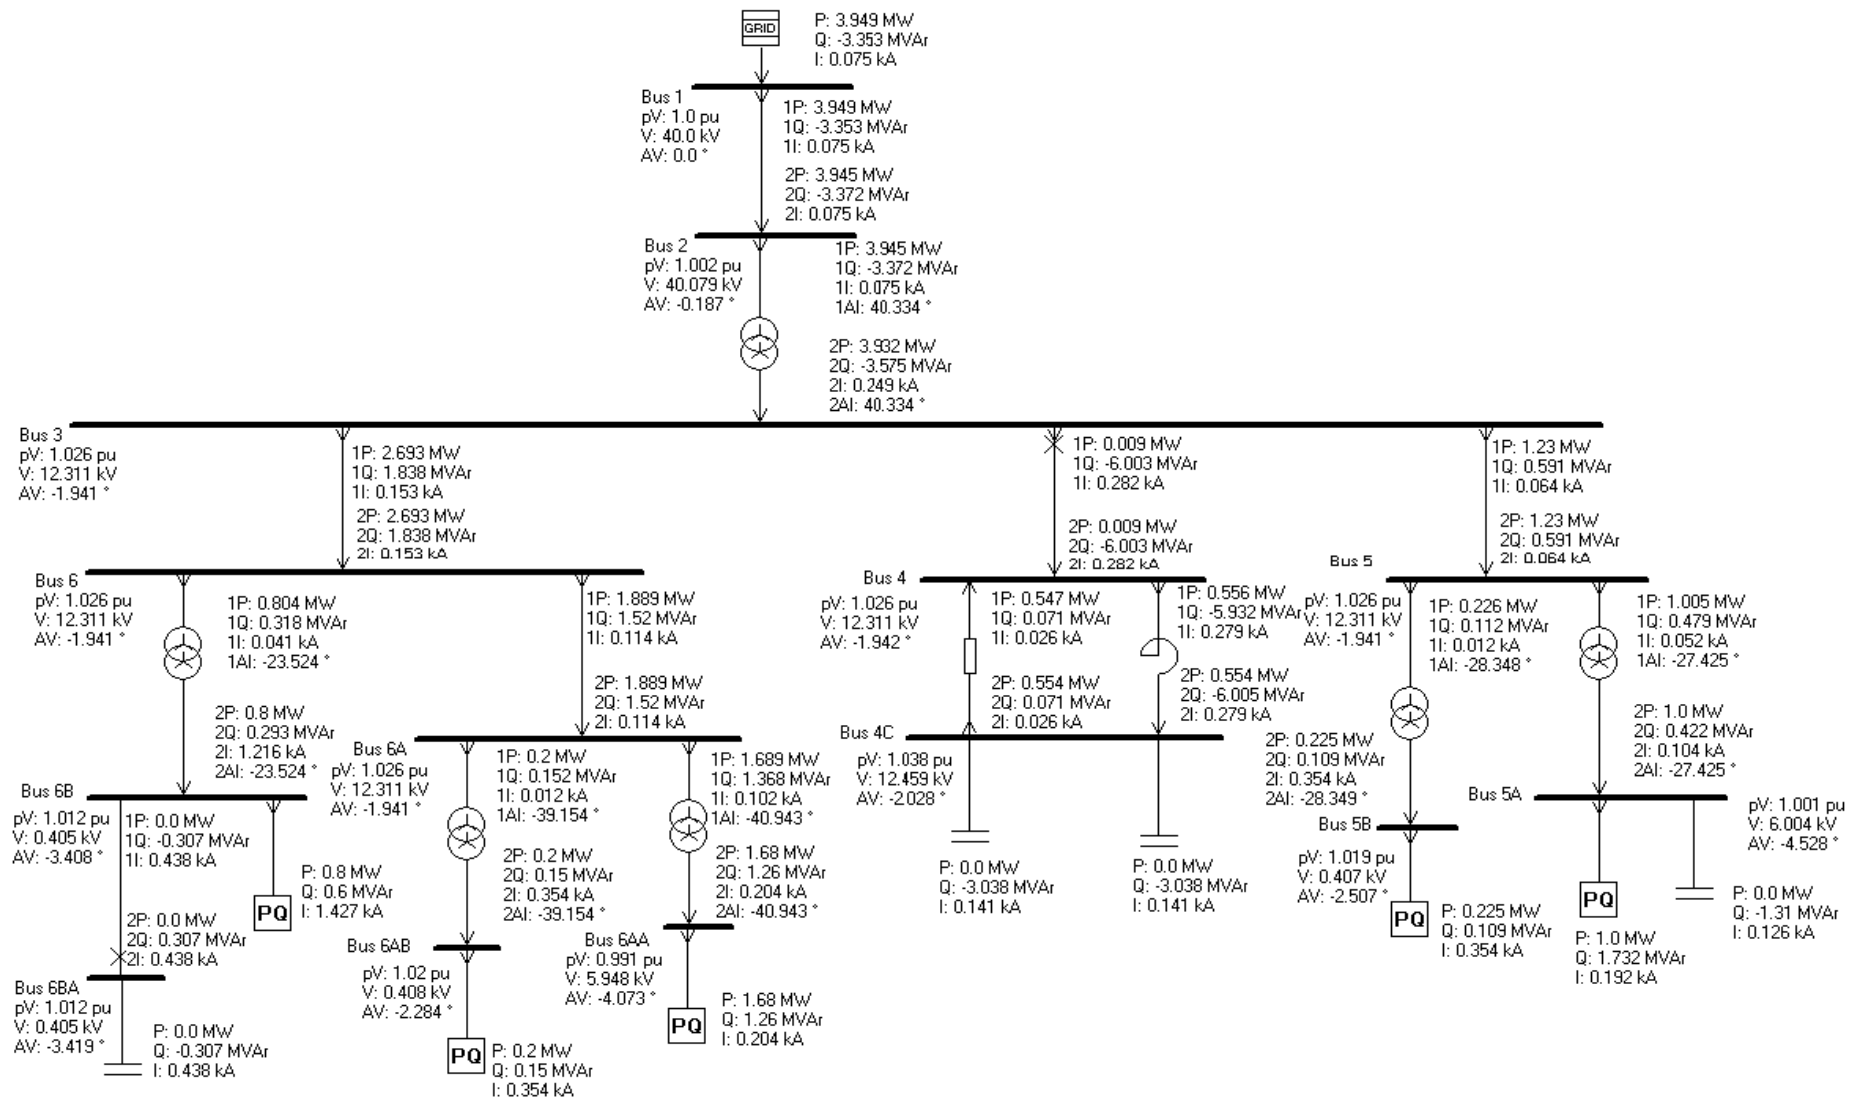 GRID
P: 3.949 MW
Q: -3.353 MVAr
I: 0.075 kA
Bus 1
pV: 1.0 pu
V: 40.0 kV
AV: 0.0 °
1P: 3.949 MW
1Q: -3.353 MVAr
1I: 0.075 kA
2P: 3.945 MW
2Q: -3.372 MVAr
2I: 0.075 kA
Bus 2
pV: 1.002 pu
V: 40.079 kV
AV: -0.187 °
1P: 3.945 MW
1Q: -3.372 MVAr
1I: 0.075 kA
1AI: 40.334 °
2P: 3.932 MW
2Q: -3.575 MVAr
2I: 0.249 kA
2AI: 40.334 °
Bus 3
pV: 1.026 pu
V: 12.311 kV
AV: -1.941 °
1P: 2.693 MW
1Q: 1.838 MVAr
1I: 0.153 kA
2P: 2.693 MW
2Q: 1.838 MVAr
2I: 0.153 kA
1P: 0.009 MW
1Q: -6.003 MVAr
1I: 0.282 kA
2P: 0.009 MW
2Q: -6.003 MVAr
2I: 0.282 kA
1P: 1.23 MW
1Q: 0.591 MVAr
1I: 0.064 kA
2P: 1.23 MW
2Q: 0.591 MVAr
2I: 0.064 kA
Bus 6
pV: 1.026 pu
V: 12.311 kV
AV: -1.941 °
1P: 0.804 MW
1Q: 0.318 MVAr
1I: 0.041 kA
1AI: -23.524 °
2P: 0.8 MW
2Q: 0.293 MVAr
2I: 1.216 kA
2AI: -23.524 °
1P: 1.889 MW
1Q: 1.52 MVAr
1I: 0.114 kA
2P: 1.889 MW
2Q: 1.52 MVAr
2I: 0.114 kA
Bus 4
pV: 1.026 pu
V: 12.311 kV
AV: -1.942 °
1P: 0.547 MW
1Q: 0.071 MVAr
1I: 0.026 kA
2P: 0.554 MW
2Q: 0.071 MVAr
2I: 0.026 kA
1P: 0.556 MW
1Q: -5.932 MVAr
1I: 0.279 kA
2P: 0.554 MW
2Q: -6.005 MVAr
2I: 0.279 kA
Bus 5
pV: 1.026 pu
V: 12.311 kV
AV: -1.941 °
1P: 0.226 MW
1Q: 0.112 MVAr
1I: 0.012 kA
1AI: -28.348 °
2P: 0.225 MW
2Q: 0.109 MVAr
2I: 0.354 kA
2AI: -28.349 °
1P: 1.005 MW
1Q: 0.479 MVAr
1I: 0.052 kA
1AI: -27.425 °
2P: 1.0 MW
2Q: 0.422 MVAr
2I: 0.104 kA
2AI: -27.425 °
Bus 6B
pV: 1.012 pu
V: 0.405 kV
AV: -3.408 °
1P: 0.0 MW
1Q: -0.307 MVAr
1I: 0.438 kA
2P: 0.0 MW
2Q: 0.307 MVAr
2I: 0.438 kA
P: 0.8 MW
Q: 0.6 MVAr
I: 1.427 kA
PQ
Bus 6BA
pV: 1.012 pu
V: 0.405 kV
AV: -3.419 °
P: 0.0 MW
Q: -0.307 MVAr
I: 0.438 kA
Bus 6A
pV: 1.026 pu
V: 12.311 kV
AV: -1.941 °
1P: 0.2 MW
1Q: 0.152 MVAr
1I: 0.012 kA
1AI: -39.154 °
2P: 0.2 MW
2Q: 0.15 MVAr
2I: 0.354 kA
2AI: -39.154 °
1P: 1.689 MW
1Q: 1.368 MVAr
1I: 0.102 kA
1AI: -40.943 °
2P: 1.68 MW
2Q: 1.26 MVAr
2I: 0.204 kA
2AI: -40.943 °
Bus 6AB
pV: 1.02 pu
V: 0.408 kV
AV: -2.284 °
PQ
P: 0.2 MW
Q: 0.15 MVAr
I: 0.354 kA
Bus 6AA
pV: 0.991 pu
V: 5.948 kV
AV: -4.073 °
PQ
P: 1.68 MW
Q: 1.26 MVAr
I: 0.204 kA
Bus 4C
pV: 1.038 pu
V: 12.459 kV
AV: -2.028 °
P: 0.0 MW
Q: -3.038 MVAr
I: 0.141 kA
P: 0.0 MW
Q: -3.038 MVAr
I: 0.141 kA
Bus 5B
pV: 1.019 pu
V: 0.407 kV
AV: -2.507 °
PQ
P: 0.225 MW
Q: 0.109 MVAr
I: 0.354 kA
Bus 5A
pV: 1.001 pu
V: 6.004 kV
AV: -4.528 °
PQ
P: 1.0 MW
Q: 1.732 MVAr
I: 0.192 kA
P: 0.0 MW
Q: -1.31 MVAr
I: 0.126 kA